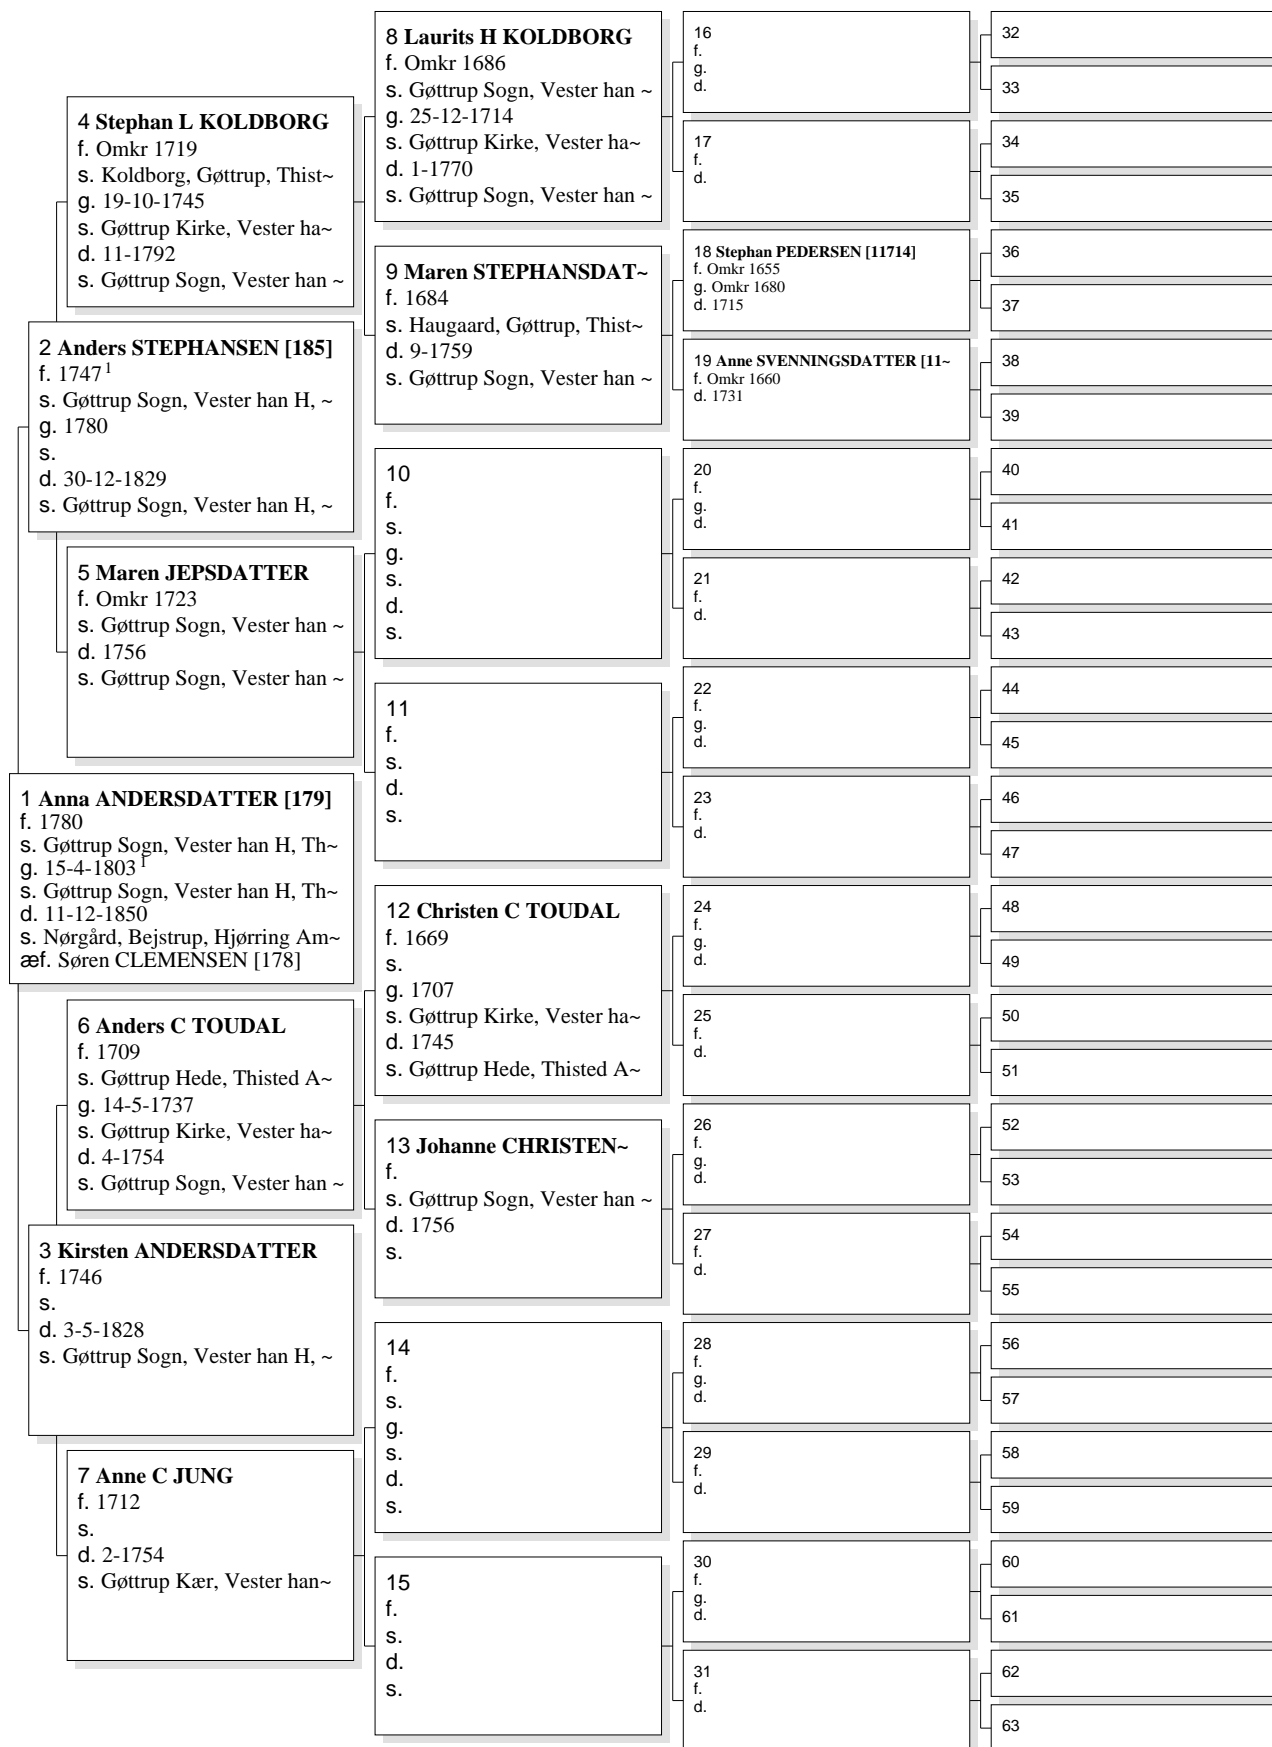 1 Anna ANDERSDATTER [179]
f. 1780
s. Gøttrup Sogn, Vester han H, Th~
g. 15-4-1803 1
s. Gøttrup Sogn, Vester han H, Th~
d. 11-12-1850
s. Nørgård, Bejstrup, Hjørring Am~
æf. Søren CLEMENSEN [178]
2 Anders STEPHANSEN [185]
f. 1747 1
s. Gøttrup Sogn, Vester han H, ~
g. 1780
s.
d. 30-12-1829
s. Gøttrup Sogn, Vester han H, ~
3 Kirsten ANDERSDATTER
f. 1746
s.
d. 3-5-1828
s. Gøttrup Sogn, Vester han H, ~
4 Stephan L KOLDBORG
f. Omkr 1719
s. Koldborg, Gøttrup, Thist~
g. 19-10-1745
s. Gøttrup Kirke, Vester ha~
d. 11-1792
s. Gøttrup Sogn, Vester han ~
5 Maren JEPSDATTER
f. Omkr 1723
s. Gøttrup Sogn, Vester han ~
d. 1756
s. Gøttrup Sogn, Vester han ~
6 Anders C TOUDAL
f. 1709
s. Gøttrup Hede, Thisted A~
g. 14-5-1737
s. Gøttrup Kirke, Vester ha~
d. 4-1754
s. Gøttrup Sogn, Vester han ~
7 Anne C JUNG
f. 1712
s.
d. 2-1754
s. Gøttrup Kær, Vester han~
8 Laurits H KOLDBORG
f. Omkr 1686
s. Gøttrup Sogn, Vester han ~
g. 25-12-1714
s. Gøttrup Kirke, Vester ha~
d. 1-1770
s. Gøttrup Sogn, Vester han ~
9 Maren STEPHANSDAT~
f. 1684
s. Haugaard, Gøttrup, Thist~
d. 9-1759
s. Gøttrup Sogn, Vester han ~
10
f.
s.
g.
s.
d.
s.
11
f.
s.
d.
s.
12 Christen C TOUDAL
f. 1669
s.
g. 1707
s. Gøttrup Kirke, Vester ha~
d. 1745
s. Gøttrup Hede, Thisted A~
13 Johanne CHRISTEN~
f.
s. Gøttrup Sogn, Vester han ~
d. 1756
s.
14
f.
s.
g.
s.
d.
s.
15
f.
s.
d.
s.
16
f.
g.
d.
17
f.
d.
18 Stephan PEDERSEN [11714]
f. Omkr 1655
g. Omkr 1680
d. 1715
19 Anne SVENNINGSDATTER [11~
f. Omkr 1660
d. 1731
20
f.
g.
d.
21
f.
d.
22
f.
g.
d.
23
f.
d.
24
f.
g.
d.
25
f.
d.
26
f.
g.
d.
27
f.
d.
28
f.
g.
d.
29
f.
d.
30
f.
g.
d.
31
f.
d.
32
33
34
35
36
37
38
39
40
41
42
43
44
45
46
47
48
49
50
51
52
53
54
55
56
57
58
59
60
61
62
63